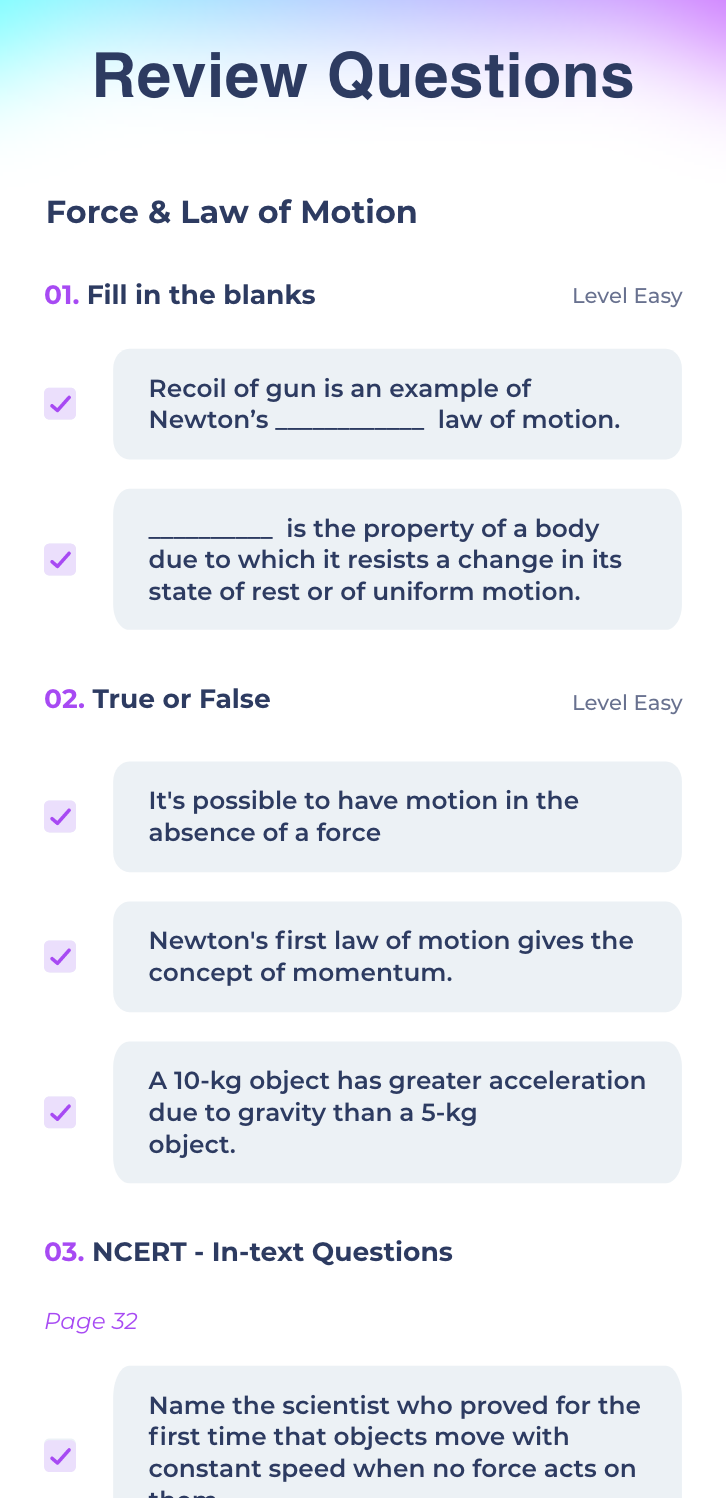 Review Questions
Force & Law of Motion
01. Fill in the blanks
Level Easy
Recoil of gun is an example of
Newton’s ____________ law of motion.
__________ is the property of a body
due to which it resists a change in its
state of rest or of uniform motion.
02. True or False
Level Easy
It's possible to have motion in the
absence of a force
Newton's first law of motion gives the
concept of momentum.
A 10-kg object has greater acceleration
due to gravity than a 5-kg
object.
03. NCERT - In-text Questions
Page 32
Name the scientist who proved for the
first time that objects move with
constant speed when no force acts on